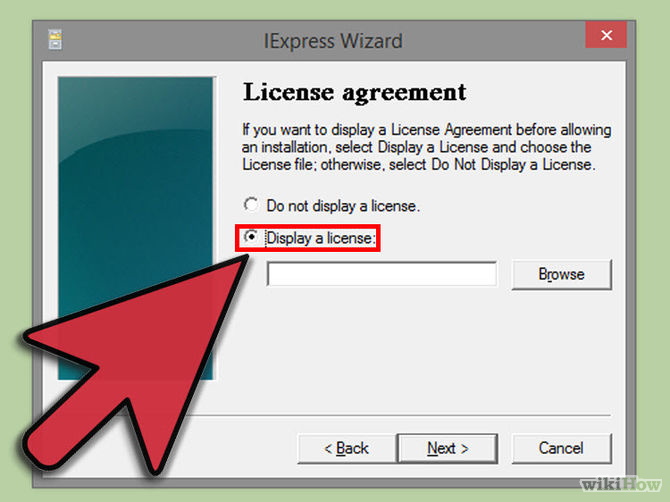 IExpress Wizard
License agreement
If you want to display a License Agreement before allowing
an installation, select Display a License and choose the
License file; otherwise, select Do Not Display a License.
Do not display a license.
Display a license:
Browse
< Back
Next >
Cancel
wikiHow